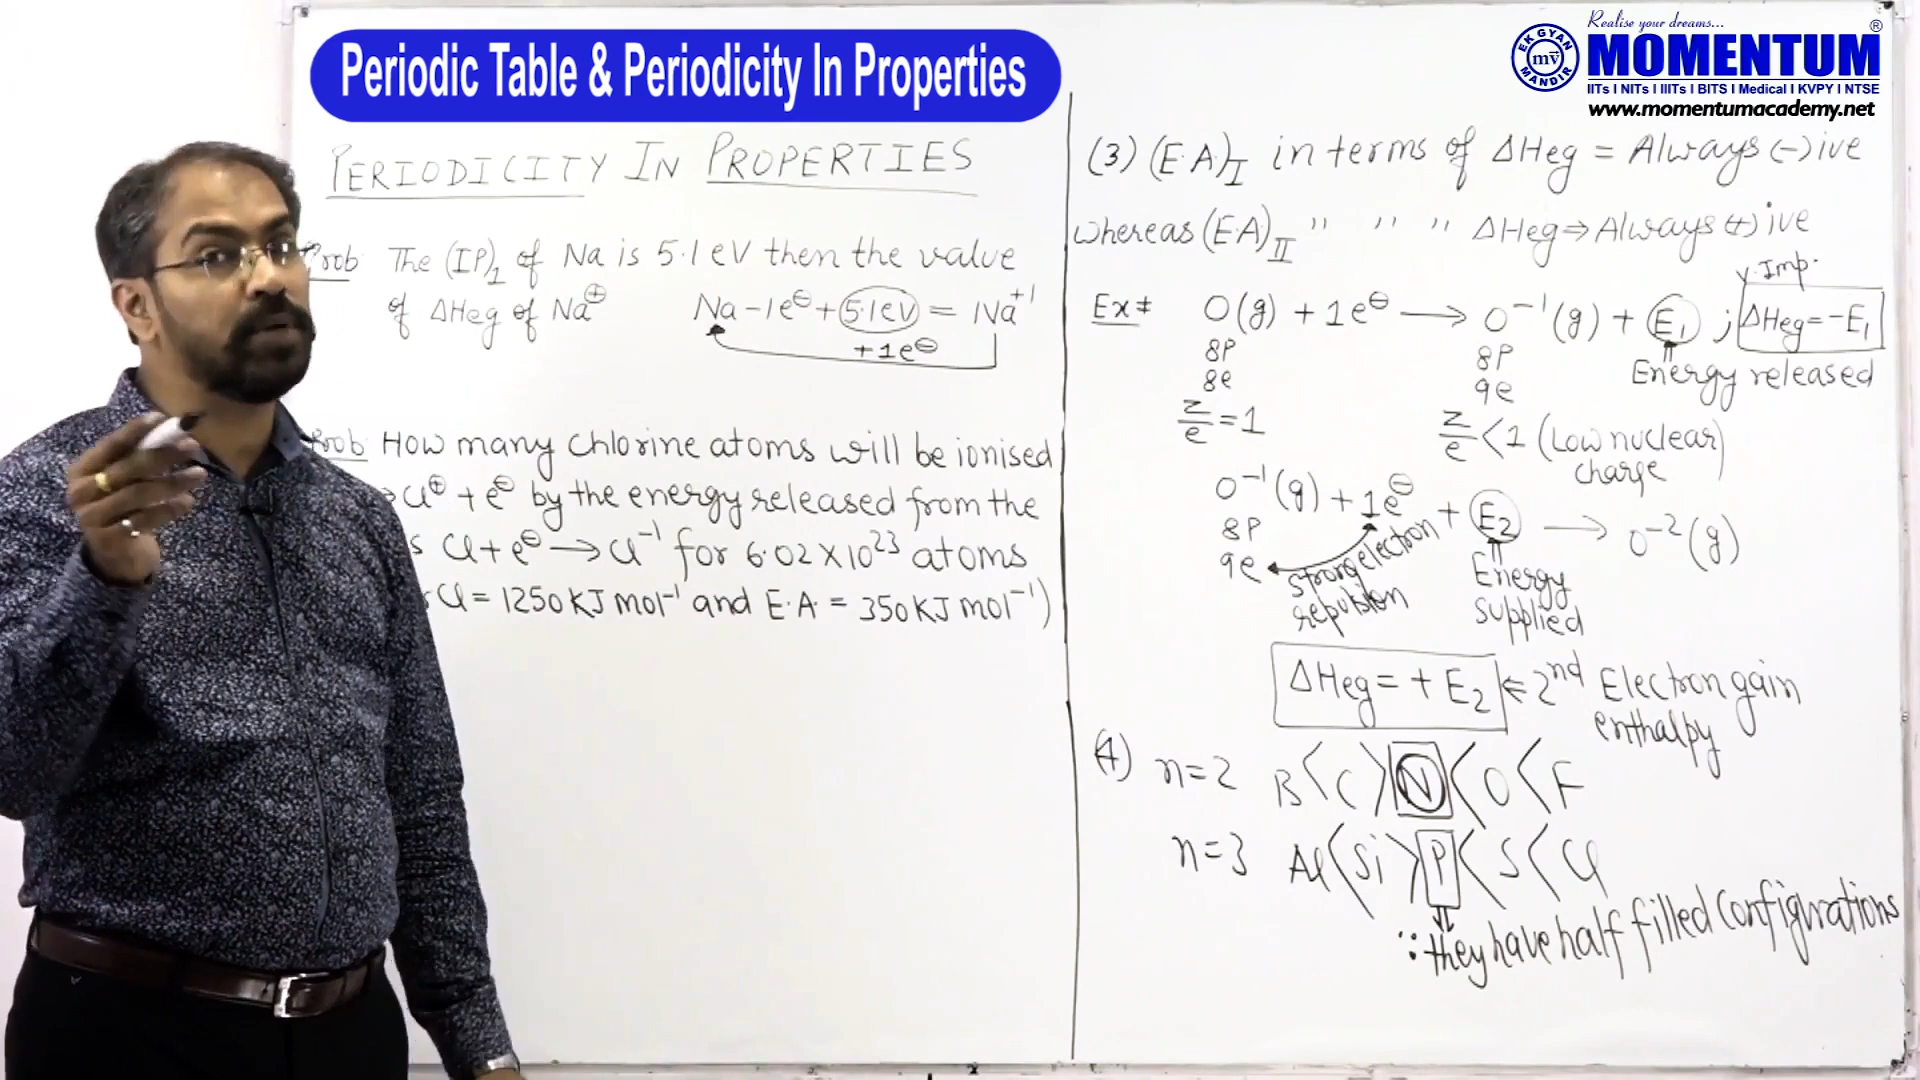 Periodic Table & Periodicity In Properties
Realise your dreams...
MOMENTUM ®
EK GYAN MANDIR
mv
IITs I NITs I IIITs I BITS I Medical I KVPY I NTSE
www.momentumacademy.net
PERIODICITY IN PROPERTIES
Prob The (IP)₁ of Na is 5.1 eV then the value
of ΔHeg of Na⊕
Na - 1e⊖ + 5.1ev = 1Na⁺¹
+1e⊖
Prob How many chlorine atoms will be ionised
Cl⊕ + e⊖ by the energy released from the
s Cl + e⊖ → Cl⁻¹ for 6.02 × 10²³ atoms
Cl = 1250 KJ mol⁻¹ and E.A. = 350 KJ mol⁻¹)
(3) (E.A.)I in terms of ΔHeg = Always (-)ive
whereas (E.A)II " " " ΔHeg ⇒ Always (+)ive
V. Imp.
Ex≠ O(g) + 1e⊖ → O⁻¹(g) + E₁ ; ΔHeg = -E₁
8P 8P Energy released
8e 9e
z/e = 1 z/e < 1 (Low nuclear
charge)
O⁻¹(g) + 1e⊖ + E₂ → O⁻²(g)
8P
9e strong electron Energy
repulsion supplied
ΔHeg = + E₂ ⇐ 2nd Electron gain
enthalpy
(4) n=2 B < C > N < O < F
n=3 Al < Si > P < S < Cl
∵ they have half filled configurations